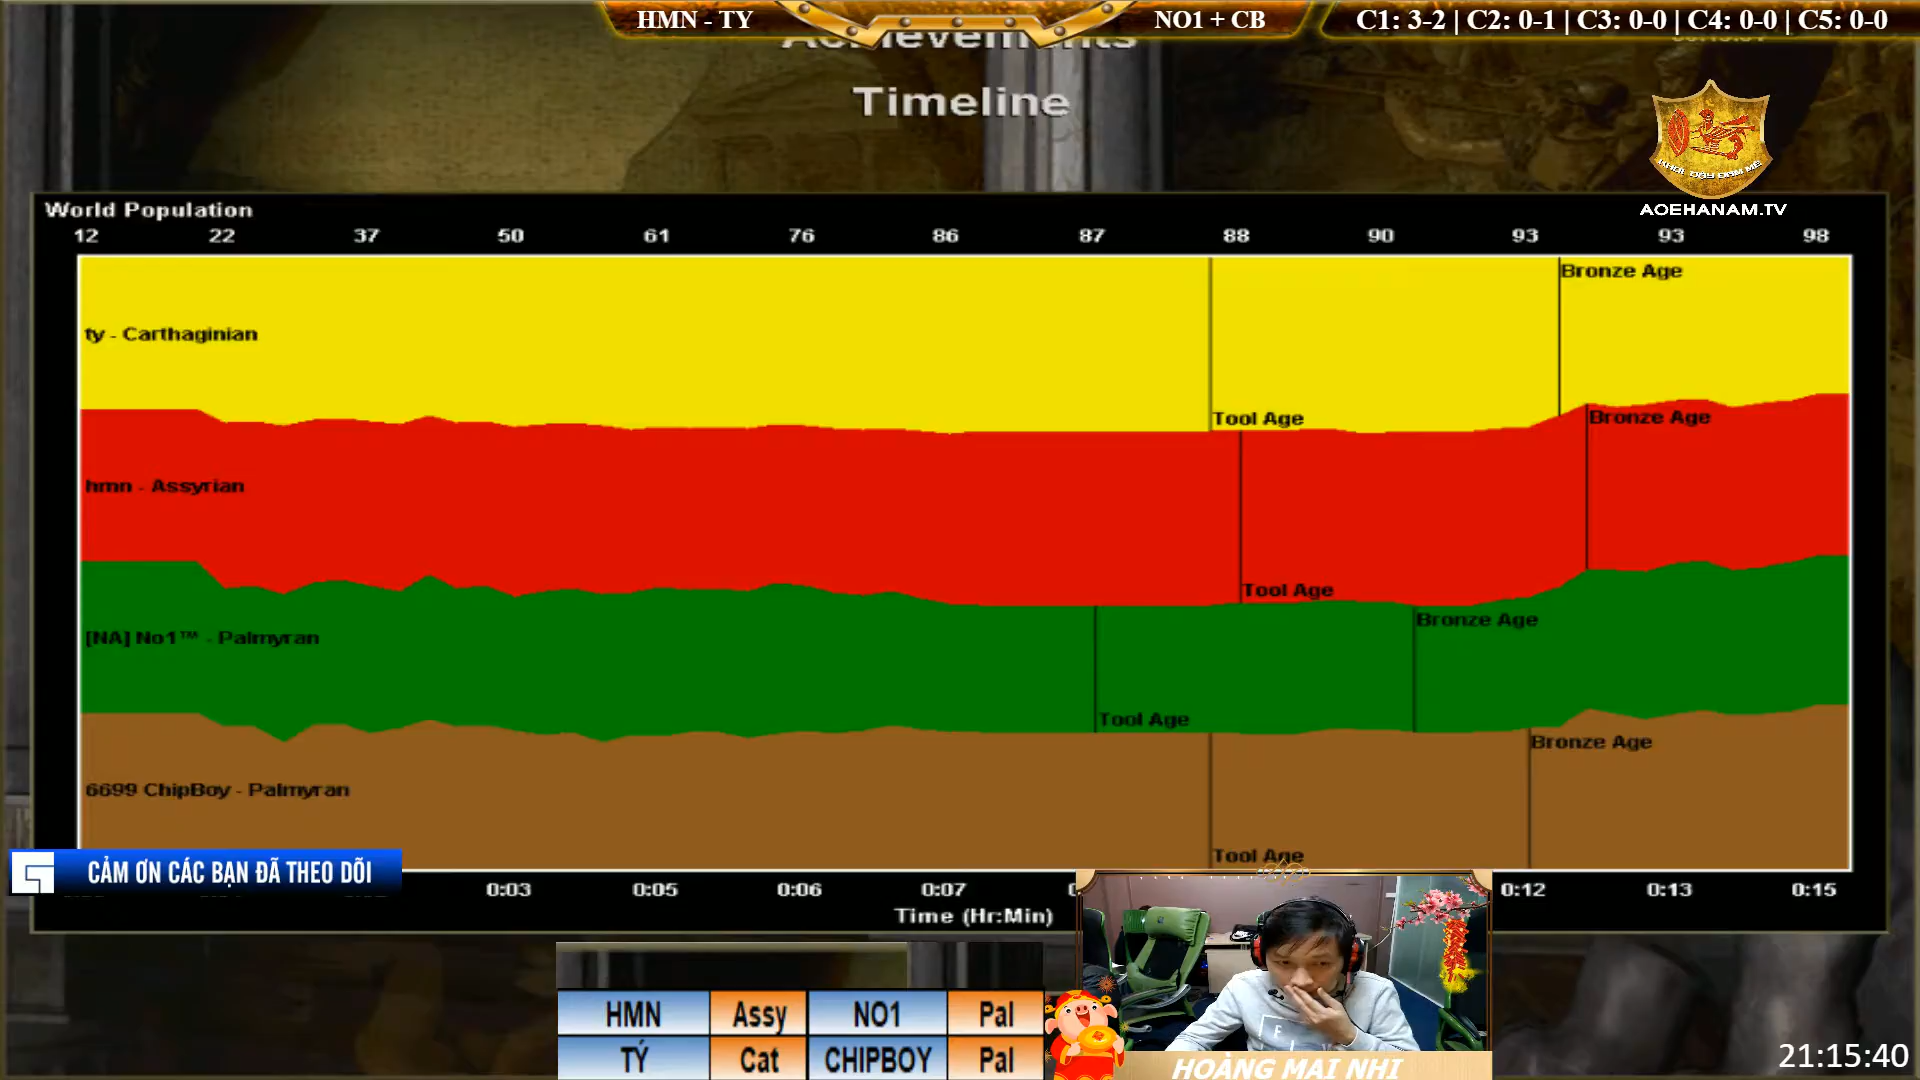 HMN - TY
NO1 + CB
C1: 3-2 | C2: 0-1 | C3: 0-0 | C4: 0-0 | C5: 0-0
Achievements
Timeline
KHƠI DẬY ĐAM MÊ
AOEHANAM.TV
World Population
12 22 37 50 61 76 86 87 88 90 93 93 98
Bronze Age
ty - Carthaginian
Tool Age
Bronze Age
hmn - Assyrian
Tool Age
Bronze Age
[NA] No1™ - Palmyran
Tool Age
Bronze Age
6699 ChipBoy - Palmyran
Tool Age
CẢM ƠN CÁC BẠN ĐÃ THEO DÕI
0:03 0:05 0:06 0:07 0:12 0:13 0:15
Time (Hr:Min)
HMN Assy NO1 Pal
TÝ Cat CHIPBOY Pal
HOÀNG MAI NHI
21:15:40